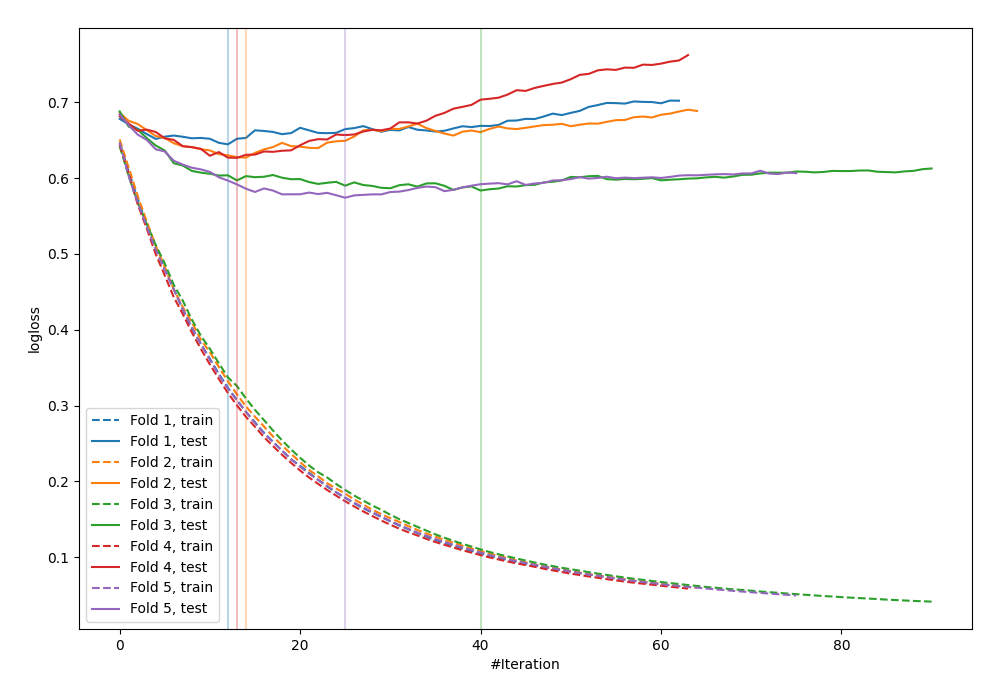 logloss
0.7
0.6
0.5
0.4
0.3
0.2
0.1
Fold 1, train
Fold 1, test
Fold 2, train
Fold 2, test
Fold 3, train
Fold 3, test
Fold 4, train
Fold 4, test
Fold 5, train
Fold 5, test
0 20 40 60 80
#Iteration